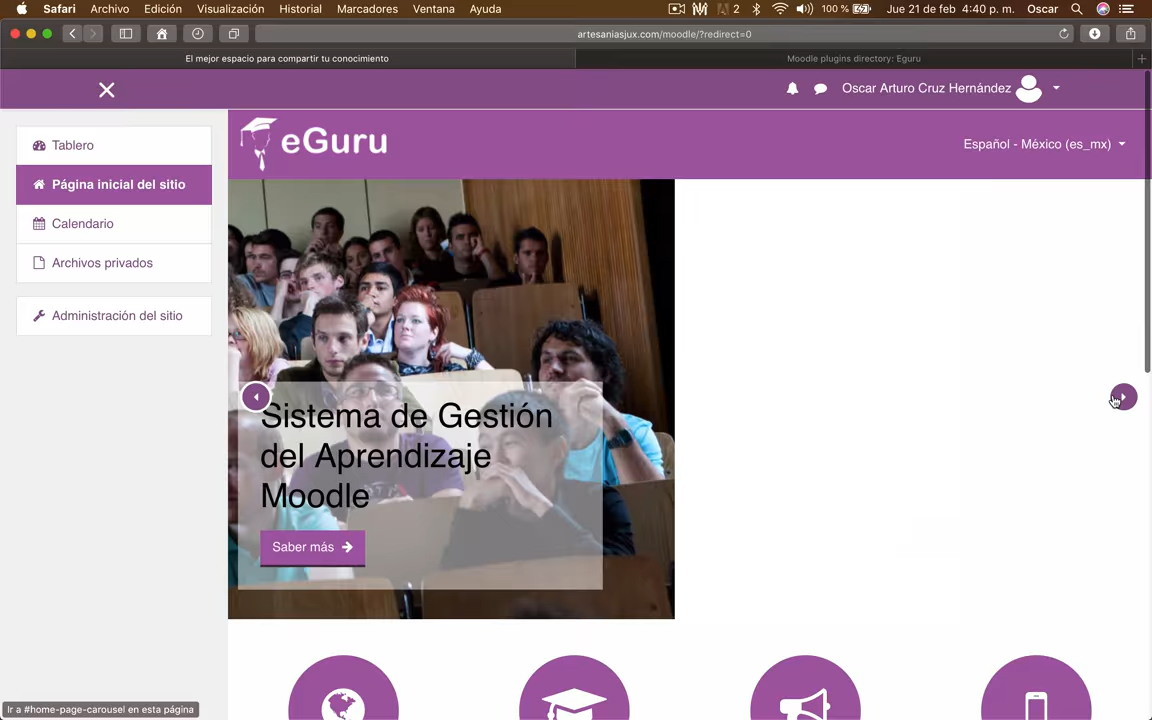 Safari Archivo Edición Visualización Historial Marcadores Ventana Ayuda 2 100 % Jue 21 de feb 4:40 p. m. Oscar
artesaniasjux.com/moodle/?redirect=0
El mejor espacio para compartir tu conocimiento Moodle plugins directory: Eguru
Oscar Arturo Cruz Hernández
eGuru
Español - México (es_mx)
Tablero
Página inicial del sitio
Calendario
Archivos privados
Administración del sitio
Sistema de Gestión
del Aprendizaje
Moodle
Saber más
Ir a #home-page-carousel en esta página